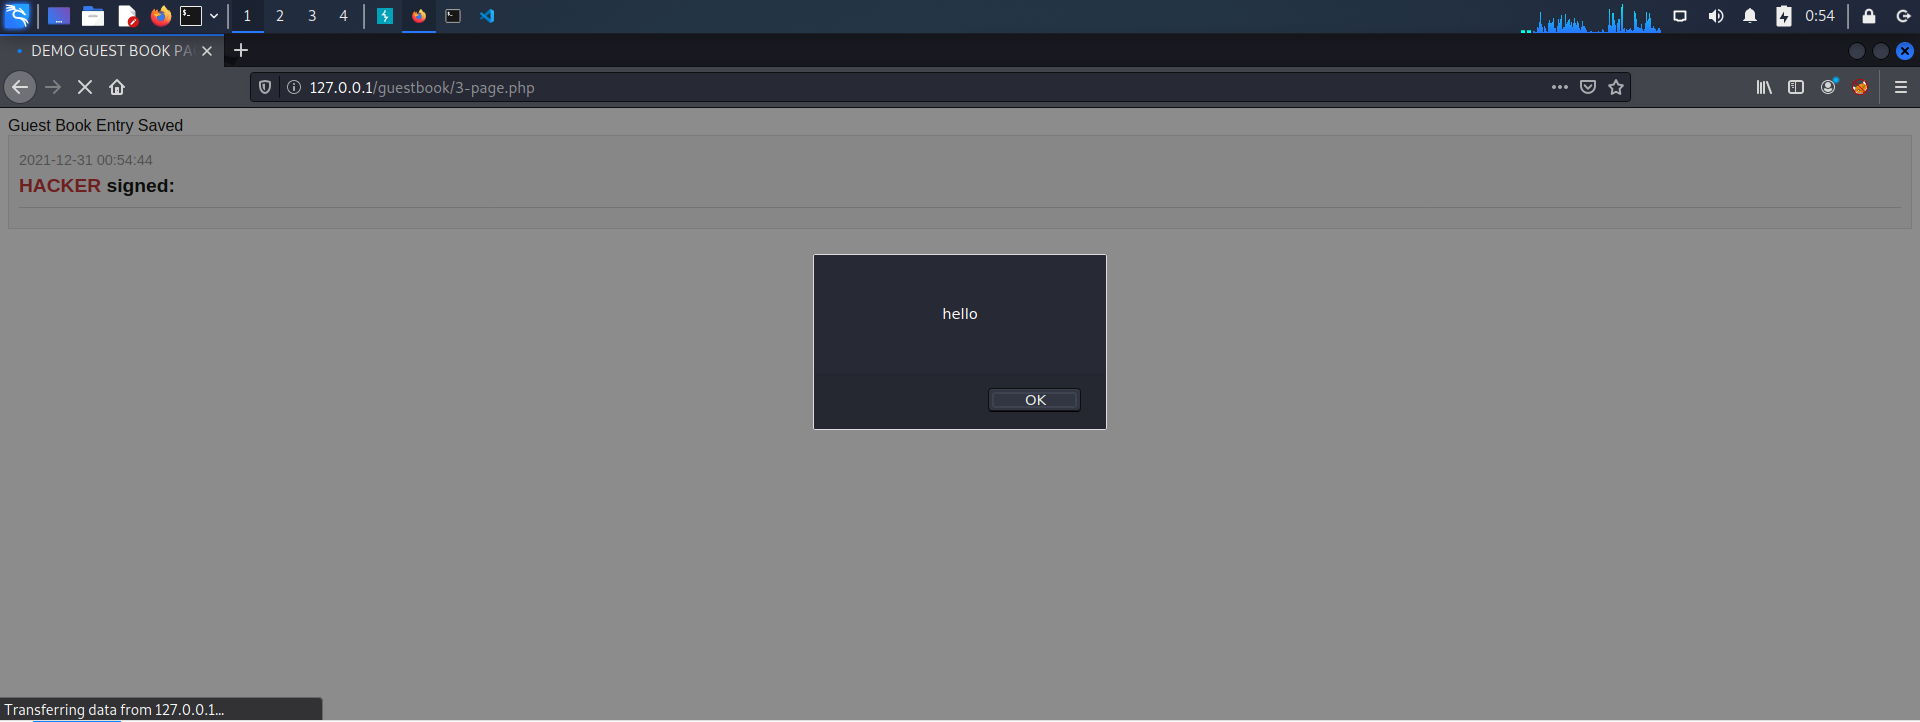 1 2 3 4 0:54
DEMO GUEST BOOK PA
127.0.0.1/guestbook/3-page.php
Guest Book Entry Saved
2021-12-31 00:54:44
HACKER signed:
hello
OK
Transferring data from 127.0.0.1...